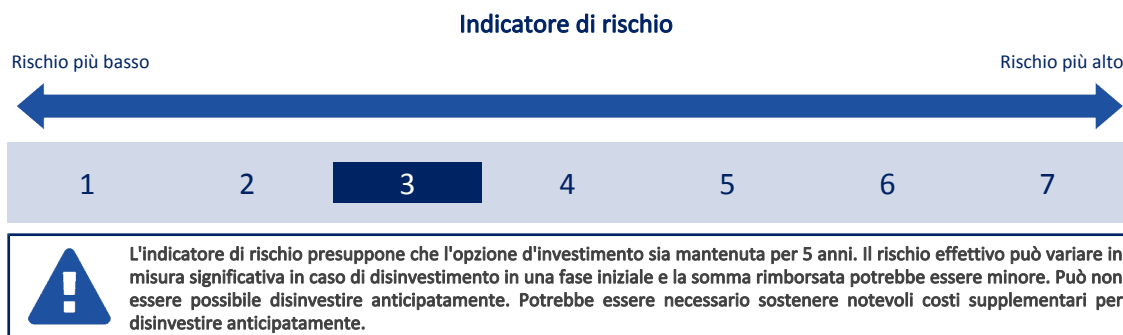 Indicatore di rischio
Rischio più basso
Rischio più alto
1 2 3 4 5 6 7
L'indicatore di rischio presuppone che l'opzione d'investimento sia mantenuta per 5 anni. Il rischio effettivo può variare in
misura significativa in caso di disinvestimento in una fase iniziale e la somma rimborsata potrebbe essere minore. Può non
essere possibile disinvestire anticipatamente. Potrebbe essere necessario sostenere notevoli costi supplementari per
disinvestire anticipatamente.